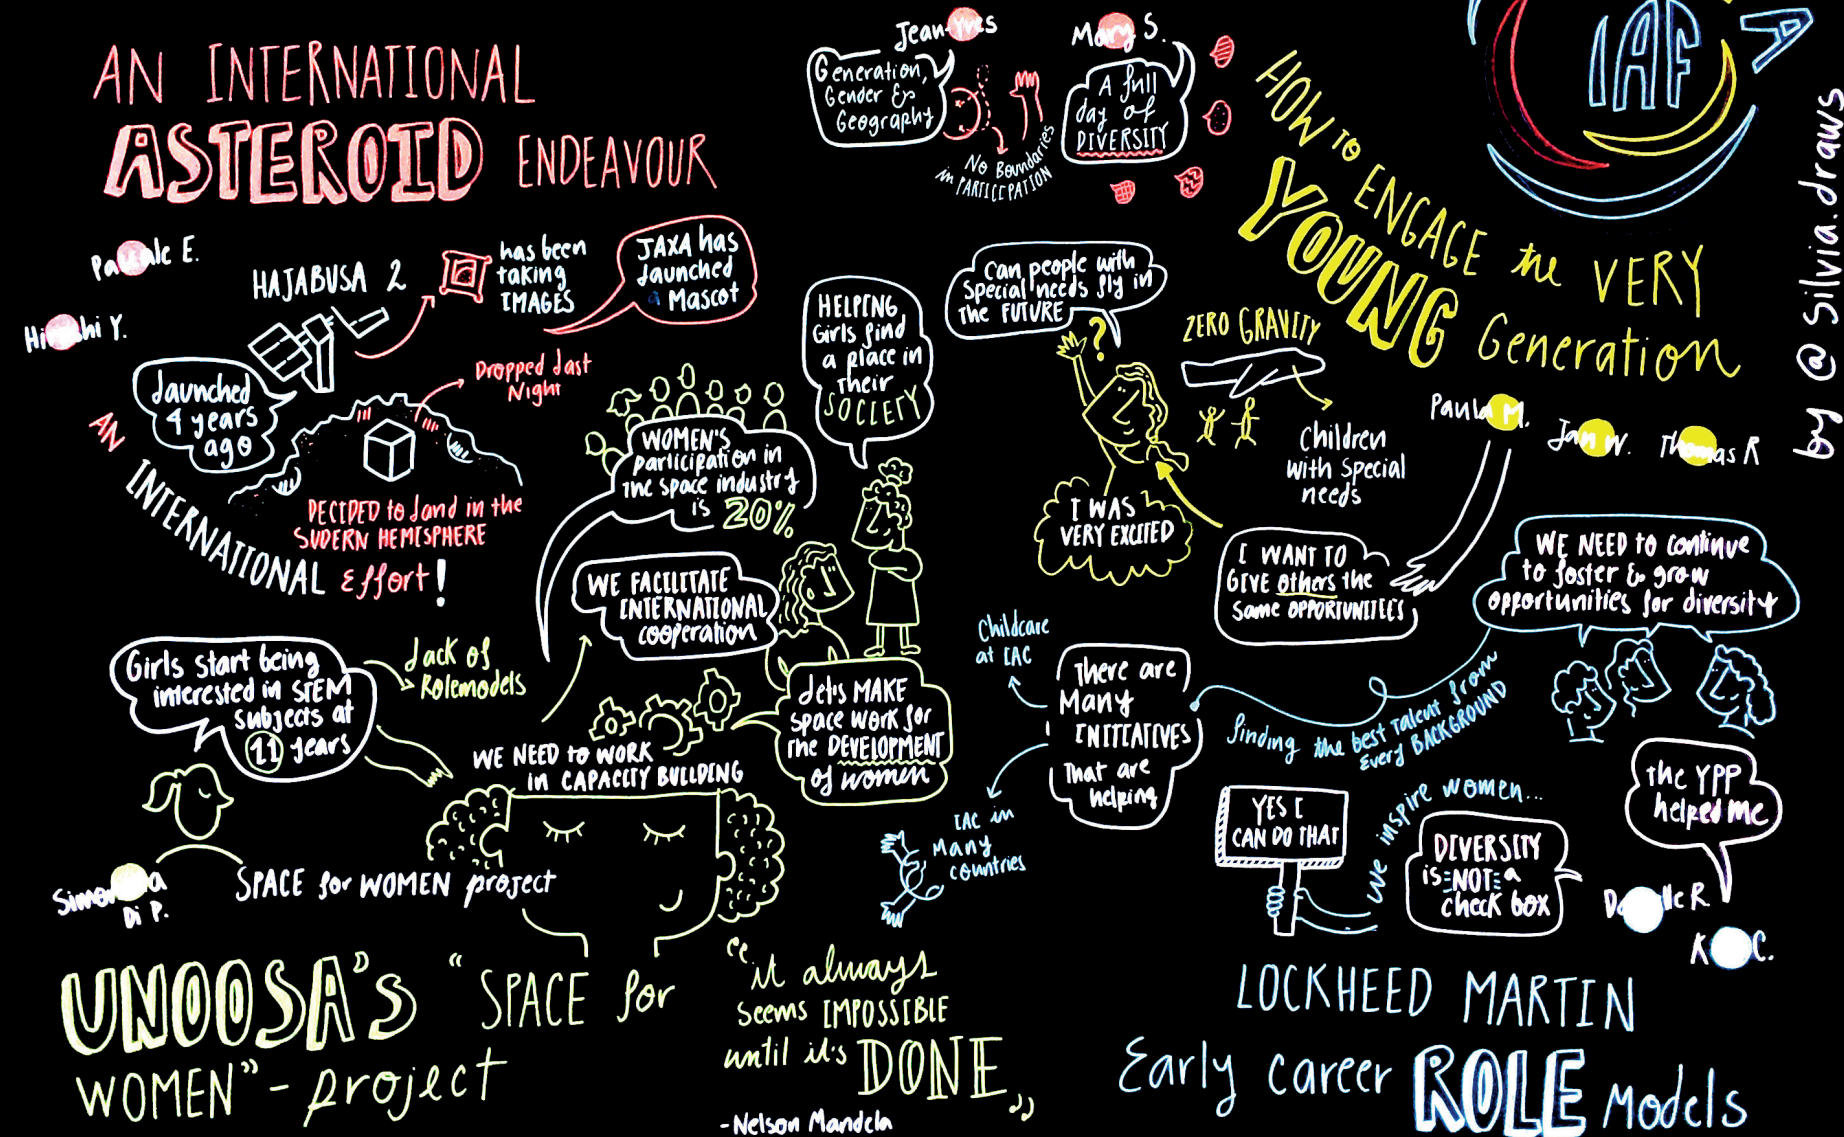 AN INTERNATIONAL
ASTEROID ENDEAVOUR
E.
HAJABUSA 2
has been
taking
IMAGES
JAXA has
launched
a Mascot
Y.
launched
4 years
ago
Dropped last
Night
DECIDED to land in the
SUDERN HEMISPHERE
AN
INTERNATIONAL Effort!
Jean-Yves
Generation,
Gender &
Geography
No Boundaries
in PARTICIPATION
Mary S.
A full
day of
DIVERSITY
IAF
A
by @silvia.draws
HOW to ENGAGE the VERY
YOUNG Generation
Paula M.
Jan W.
Thomas R
Can people with
Special needs fly in
the FUTURE
?
ZERO GRAVITY
Children
with special
needs
I WAS
VERY EXCITED
I WANT TO
GIVE others the
same OPPORTUNITIEES
HELPING
Girls find
a place in
their
SOCIETY
WOMEN'S
participation in
the space industry
is 20%
WE FACILITATE
INTERNATIONAL
cooperation
Girls start being
interested in STEM
subjects at
11 years
lack of
Rolemodels
WE NEED to WORK
in CAPACITY BUILDING
let's MAKE
space work for
the DEVELOPMENT
of women
Di P.
SPACE for WOMEN project
UNOOSA's "SPACE for
WOMEN" - project
"it always
seems IMPOSSIBLE
until it's DONE"
- Nelson Mandela
WE NEED to continue
to foster & grow
opportunities for diversity
finding the best talent from
every BACKGROUND
There are
Many
INITIATIVES
That are
helping
Childcare
at IAC
IAC in
Many
countries
YES I
CAN DO THAT
we inspire women...
DIVERSITY
is NOT a
check box
the YPP
helped me
R.
K C.
LOCKHEED MARTIN
Early career ROLE Models